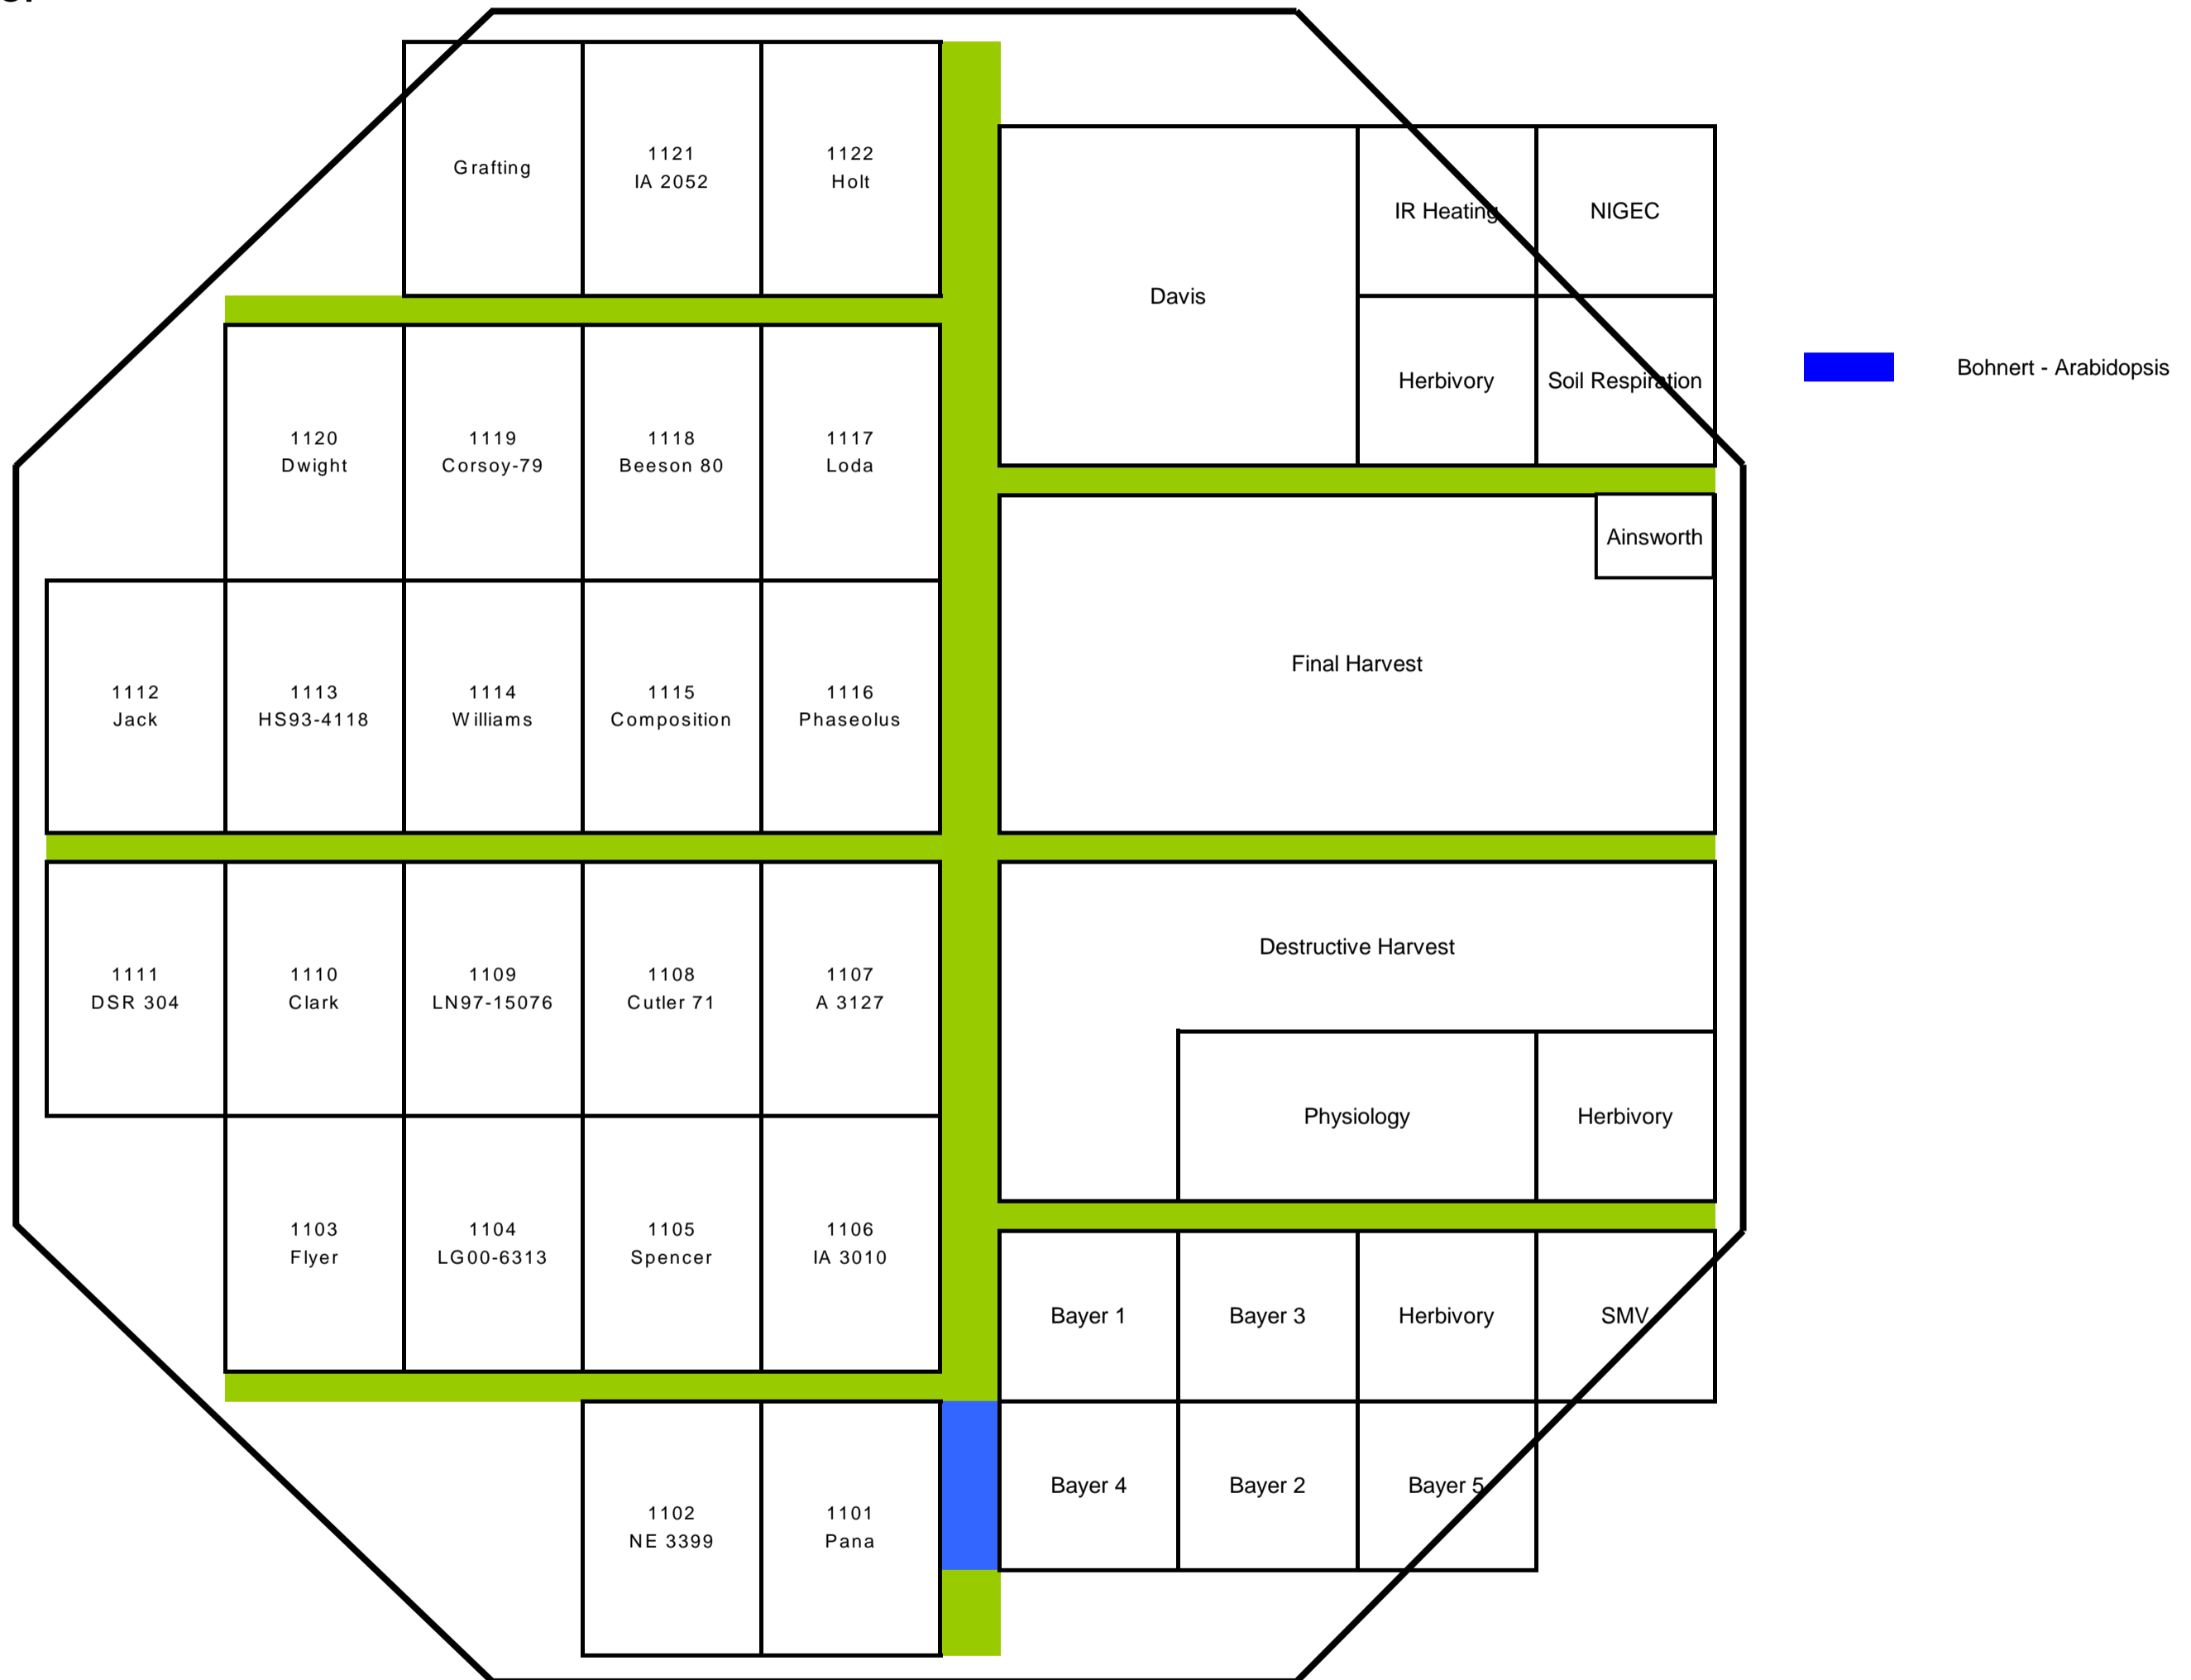 Grafting
1121
IA 2052
1122
Holt
IR Heating
NIGEC
Davis
Herbivory
Soil Respiration
Bohnert - Arabidopsis
1120
Dwight
1119
Corsoy-79
1118
Beeson 80
1117
Loda
Ainsworth
Final Harvest
1112
Jack
1113
HS93-4118
1114
Williams
1115
Composition
1116
Phaseolus
Destructive Harvest
1111
DSR 304
1110
Clark
1109
LN97-15076
1108
Cutler 71
1107
A 3127
Physiology
Herbivory
1103
Flyer
1104
LG00-6313
1105
Spencer
1106
IA 3010
Bayer 1
Bayer 3
Herbivory
SMV
Bayer 4
Bayer 2
Bayer 5
1102
NE 3399
1101
Pana